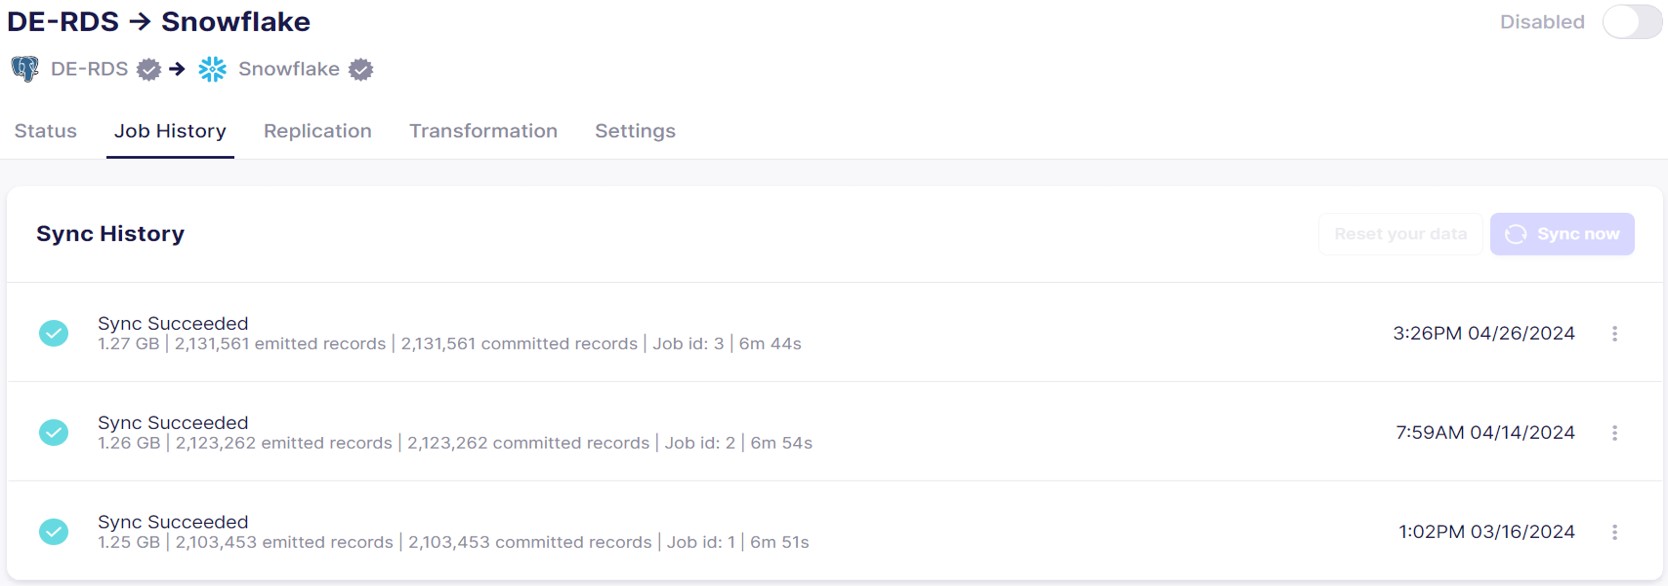 DE-RDS → Snowflake
Disabled
DE-RDS → Snowflake
Status Job History Replication Transformation Settings
Sync History
Reset your data Sync now
Sync Succeeded
1.27 GB | 2,131,561 emitted records | 2,131,561 committed records | Job id: 3 | 6m 44s
3:26PM 04/26/2024
Sync Succeeded
1.26 GB | 2,123,262 emitted records | 2,123,262 committed records | Job id: 2 | 6m 54s
7:59AM 04/14/2024
Sync Succeeded
1.25 GB | 2,103,453 emitted records | 2,103,453 committed records | Job id: 1 | 6m 51s
1:02PM 03/16/2024